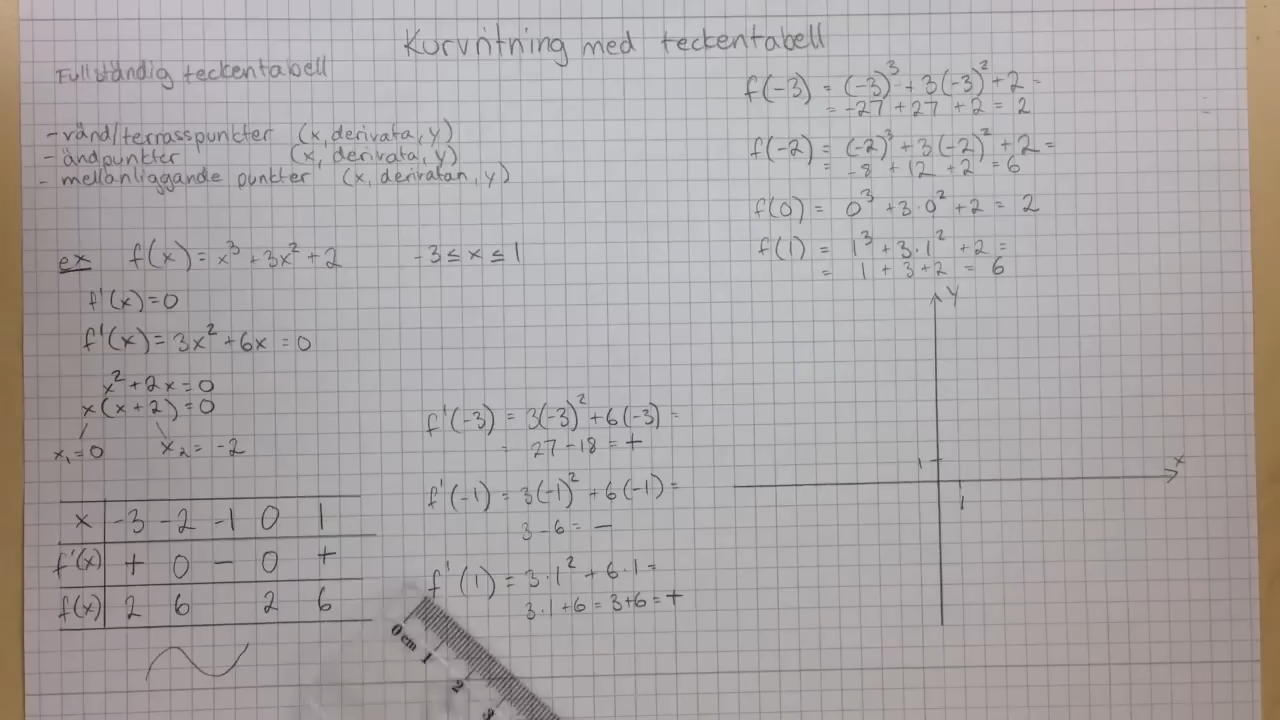 Kurvritning med teckentabell
Fullständig teckentabell
-vänd/terrasspunkter (x, derivata, y)
-ändpunkter (x, derivata, y)
- mellanliggande punkter (x, derivatan, y)
ex f(x) = x³ + 3x² + 2 -3 ≤ x ≤ 1
f'(x) = 0
f'(x) = 3x² + 6x = 0
x² + 2x = 0
x(x+2) = 0
x₁ = 0 x₂ = -2
x -3 -2 -1 0 1
f'(x) + 0 - 0 +
f(x) 2 6 2 6
f'(-3) = 3(-3)² + 6(-3) =
= 27 - 18 = +
f'(-1) = 3(-1)² + 6(-1) =
3 - 6 = -
f'(1) = 3·1² + 6·1 =
3·1 + 6 = 3+6 = +
f(-3) = (-3)³ + 3(-3)² + 2 =
= -27 + 27 + 2 = 2
f(-2) = (-2)³ + 3(-2)² + 2 =
= -8 + 12 + 2 = 6
f(0) = 0³ + 3·0² + 2 = 2
f(1) = 1³ + 3·1² + 2 =
= 1 + 3 + 2 = 6
y
x
1
1
0 cm 1 2 3